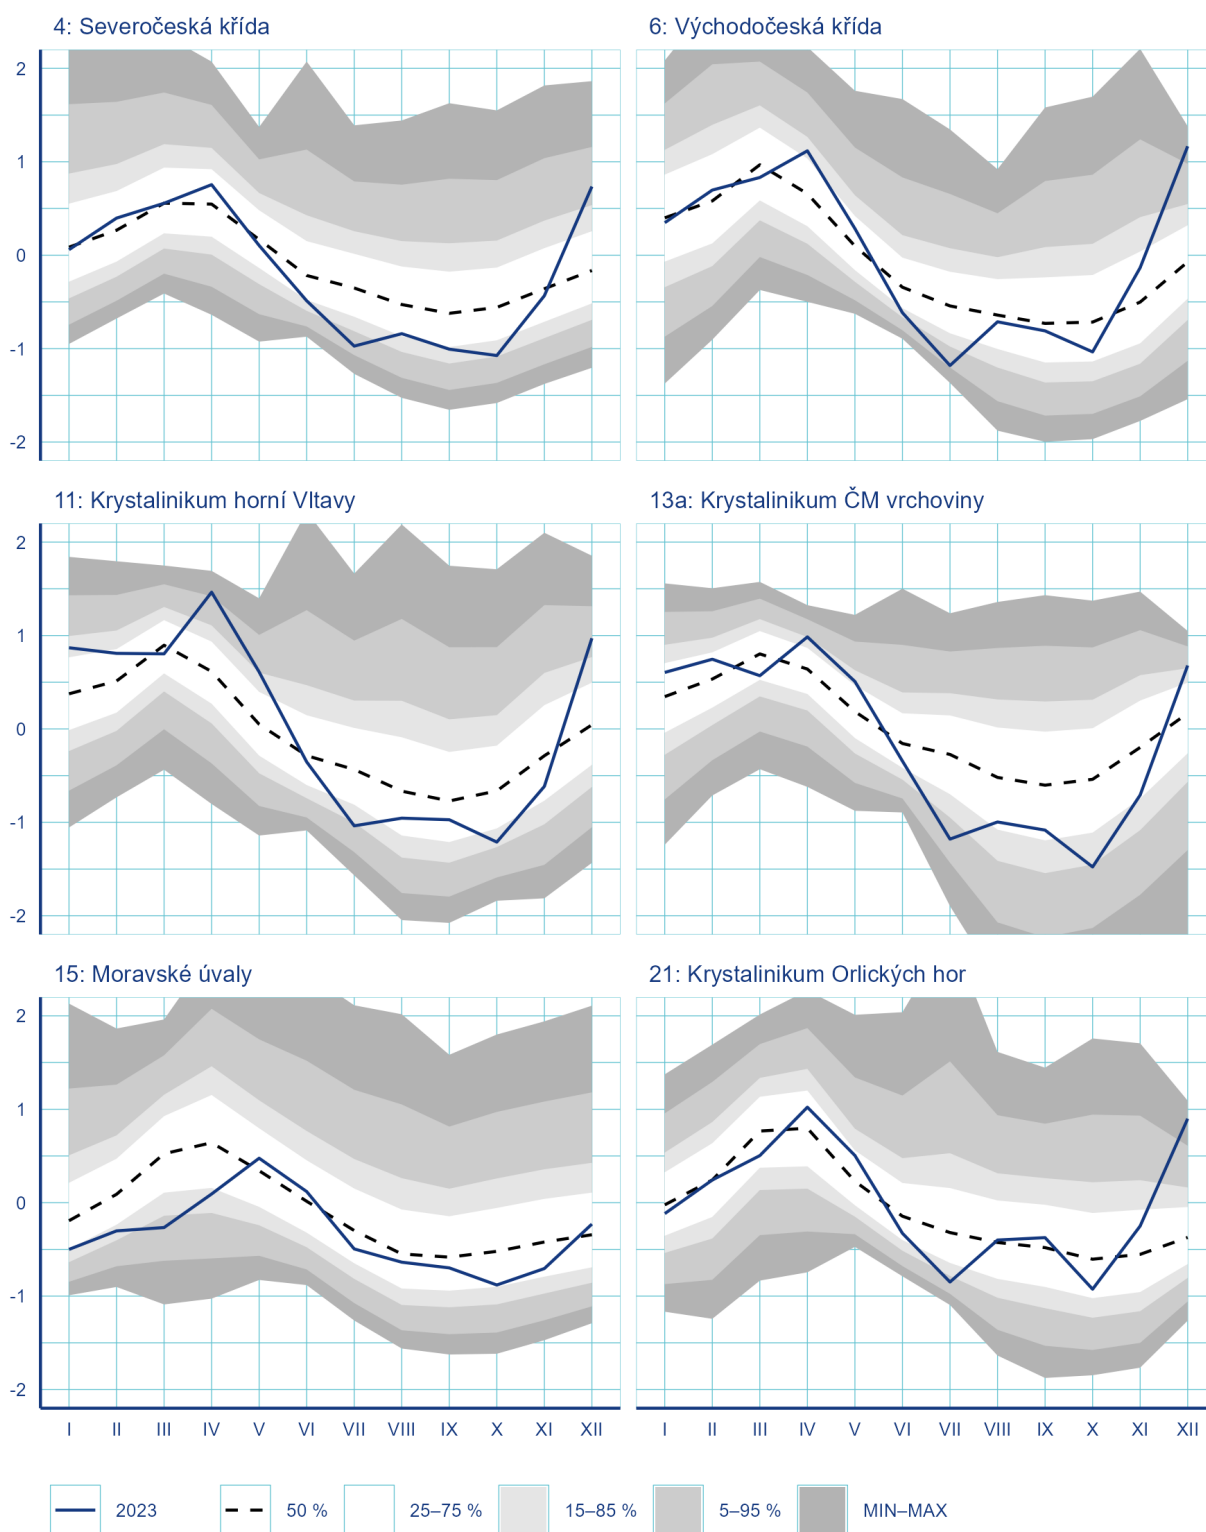 4: Severočeská křída
6: Východočeská křída
2
1
0
-1
-2
11: Krystalinikum horní Vltavy
13a: Krystalinikum ČM vrchoviny
2
1
0
-1
-2
15: Moravské úvaly
21: Krystalinikum Orlických hor
2
1
0
-1
-2
I II III IV V VI VII VIII IX X XI XII
I II III IV V VI VII VIII IX X XI XII
2023 50 % 25–75 % 15–85 % 5–95 % MIN–MAX